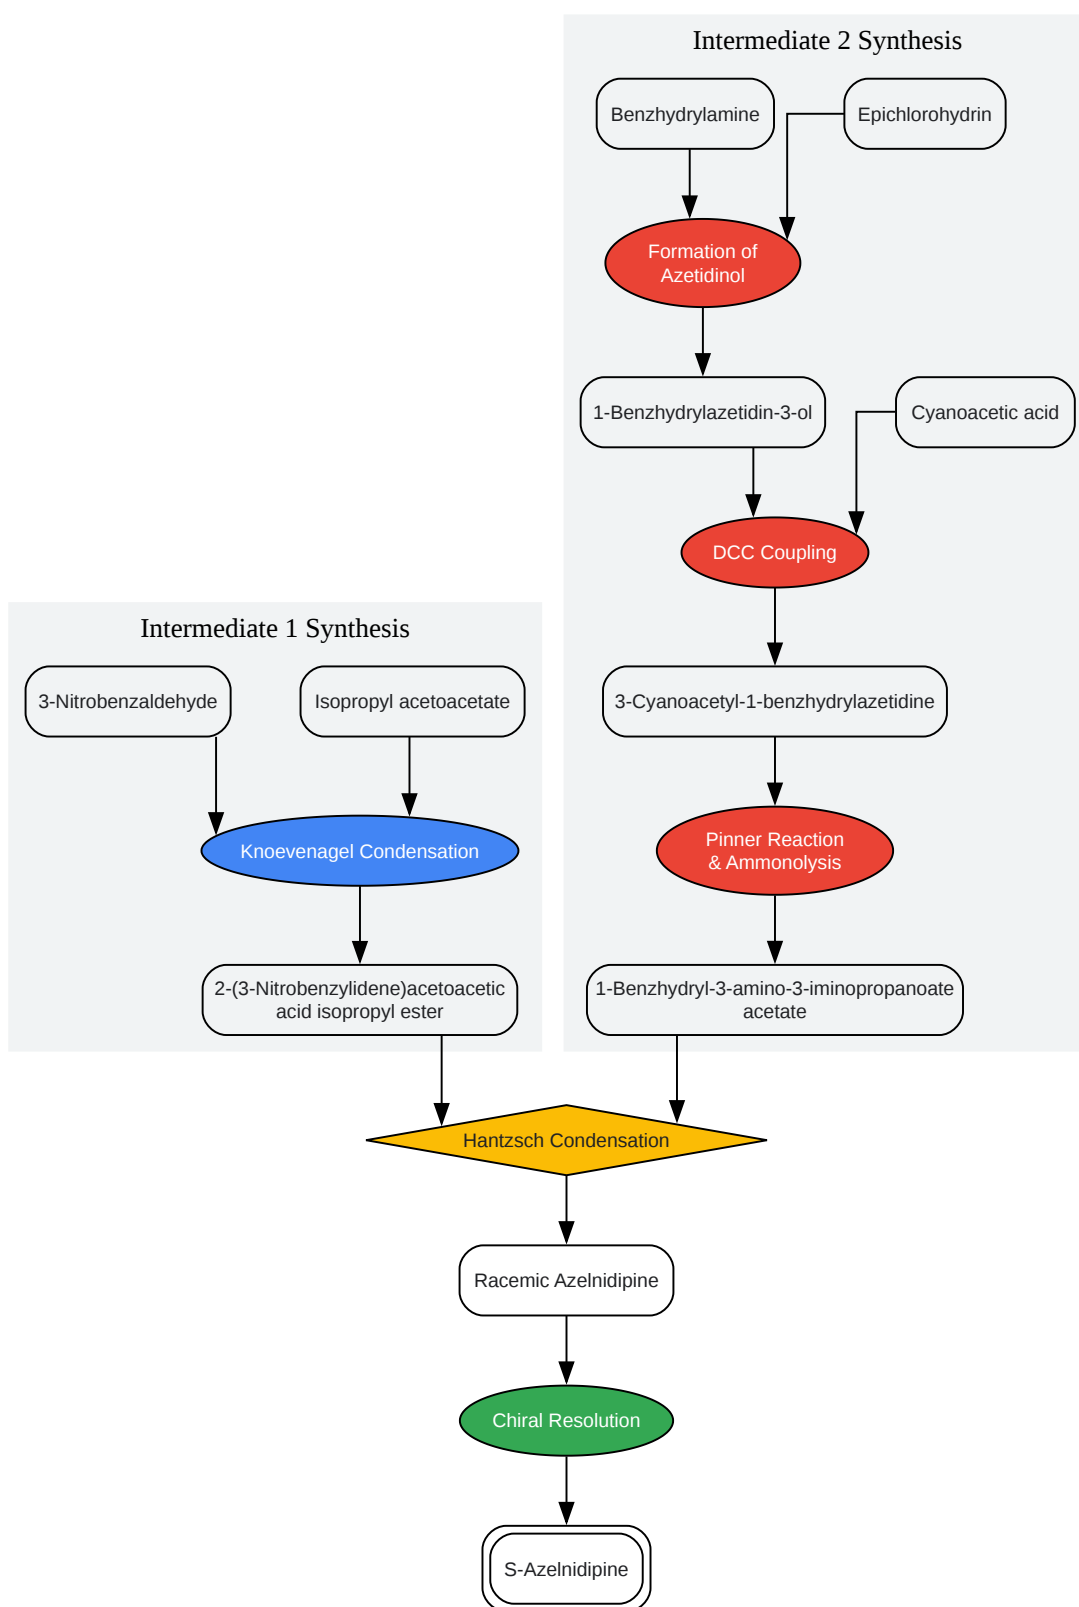 Intermediate 2 Synthesis
Benzhydrylamine
Epichlorohydrin
Formation of
Azetidinol
1-Benzhydrylazetidin-3-ol
Cyanoacetic acid
DCC Coupling
Intermediate 1 Synthesis
3-Nitrobenzaldehyde
Isopropyl acetoacetate
3-Cyanoacetyl-1-benzhydrylazetidine
Knoevenagel Condensation
Pinner Reaction
& Ammonolysis
2-(3-Nitrobenzylidene)acetoacetic
acid isopropyl ester
1-Benzhydryl-3-amino-3-iminopropanoate
acetate
Hantzsch Condensation
Racemic Azelnidipine
Chiral Resolution
S-Azelnidipine